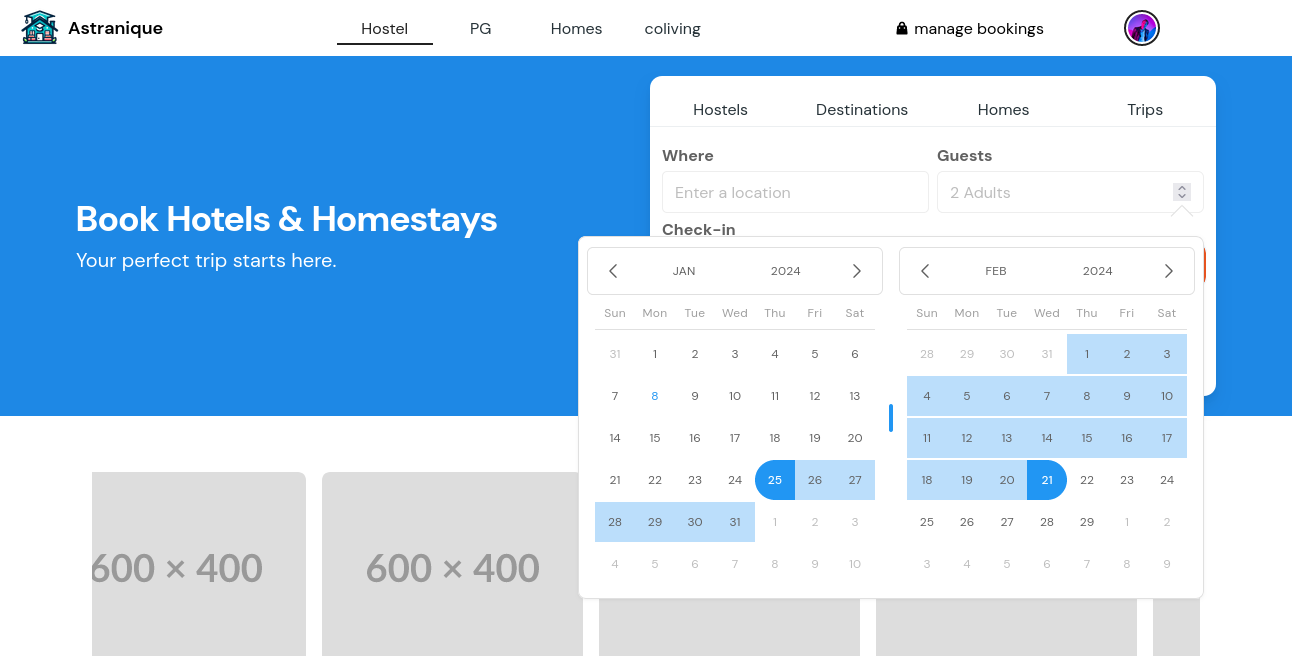 Astranique
Hostel PG Homes coliving
manage bookings
Hostels Destinations Homes Trips
Where Guests
Enter a location 2 Adults
Check-in
Book Hotels & Homestays
Your perfect trip starts here.
JAN 2024 FEB 2024
Sun Mon Tue Wed Thu Fri Sat Sun Mon Tue Wed Thu Fri Sat
31 1 2 3 4 5 6 28 29 30 31 1 2 3
7 8 9 10 11 12 13 4 5 6 7 8 9 10
14 15 16 17 18 19 20 11 12 13 14 15 16 17
21 22 23 24 25 26 27 18 19 20 21 22 23 24
28 29 30 31 1 2 3 25 26 27 28 29 1 2
4 5 6 7 8 9 10 3 4 5 6 7 8 9
600 × 400 600 × 400